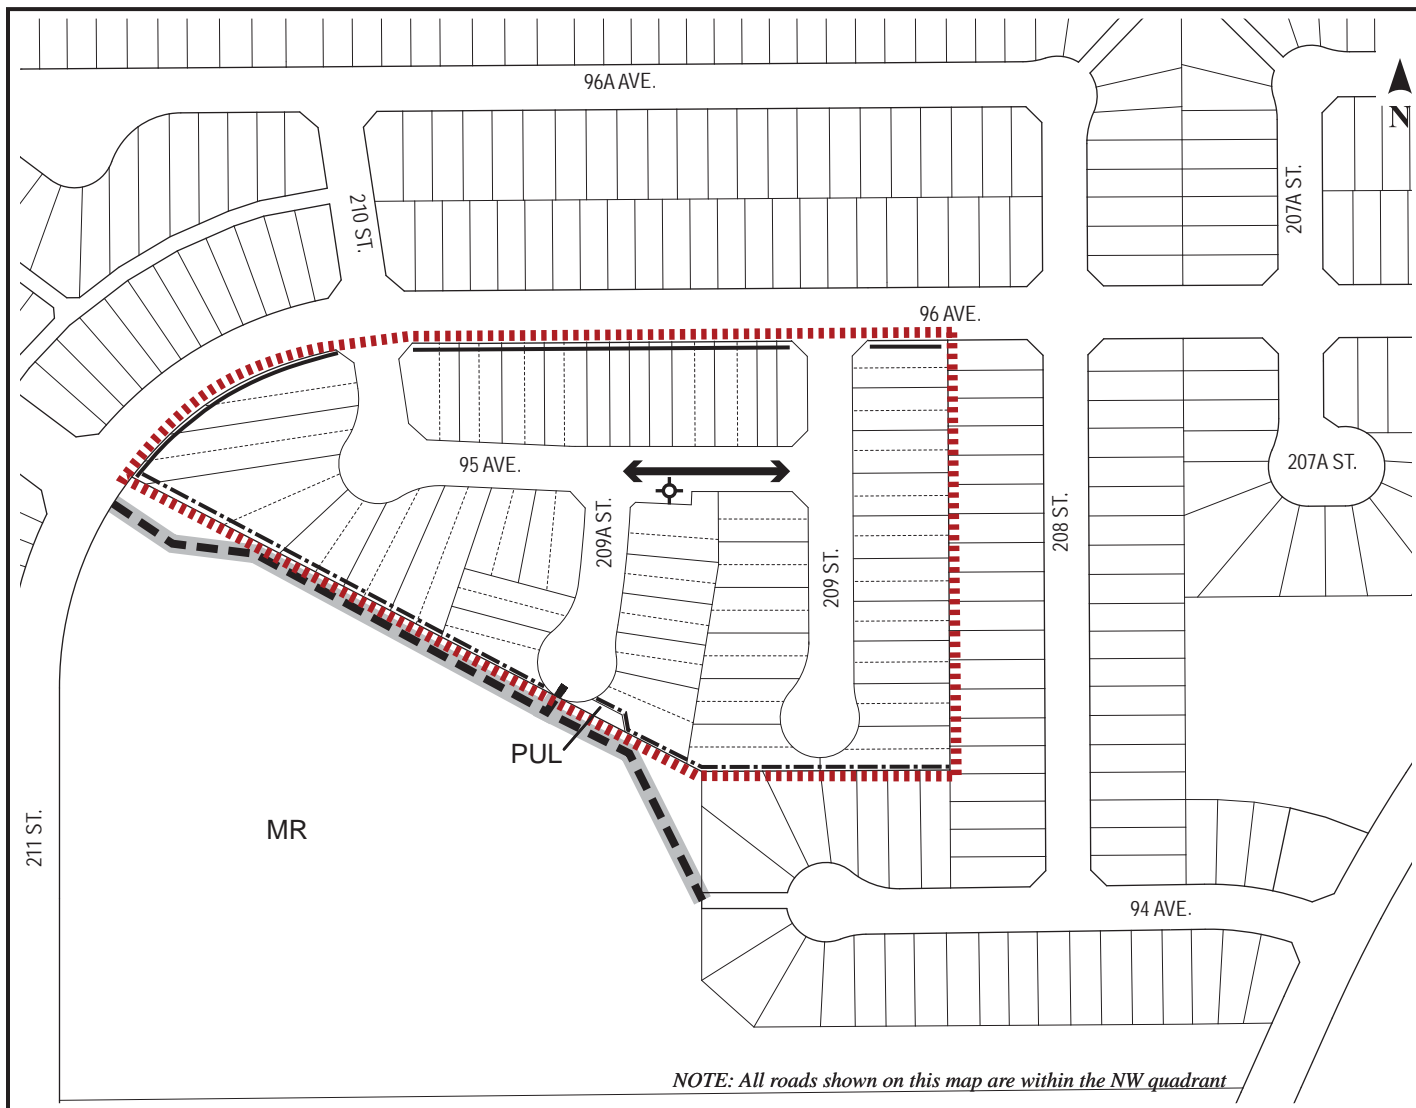 96A AVE.
N
210 ST.
207A ST.
96 AVE.
95 AVE.
207A ST.
209A ST.
208 ST.
209 ST.
PUL
211 ST.
MR
94 AVE.
NOTE: All roads shown on this map are within the NW quadrant